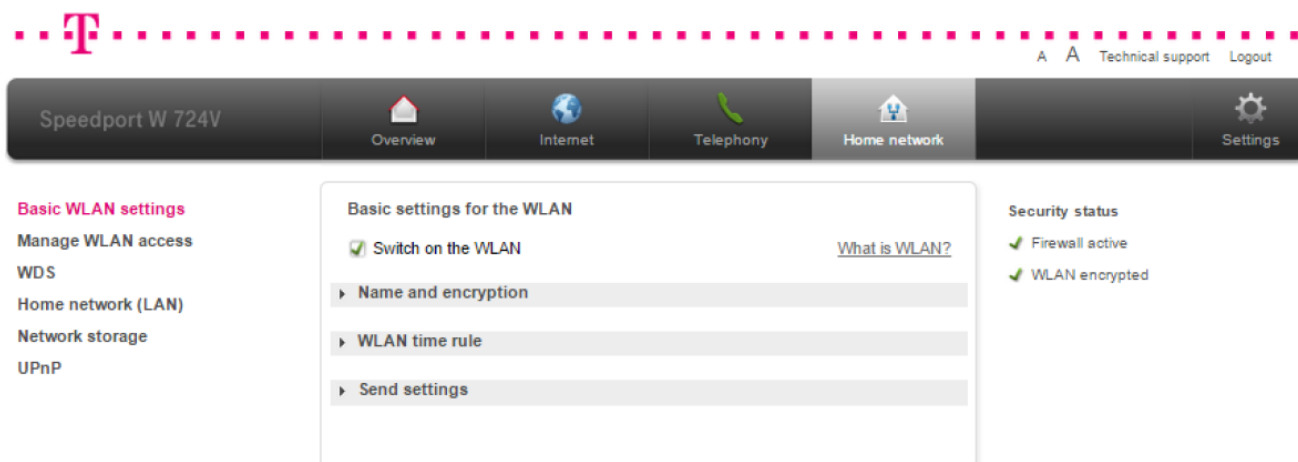 T
A A Technical support Logout
Speedport W 724V
Overview Internet Telephony Home network Settings
Basic WLAN settings
Manage WLAN access
WDS
Home network (LAN)
Network storage
UPnP
Basic settings for the WLAN
Switch on the WLAN What is WLAN?
Name and encryption
WLAN time rule
Send settings
Security status
Firewall active
WLAN encrypted